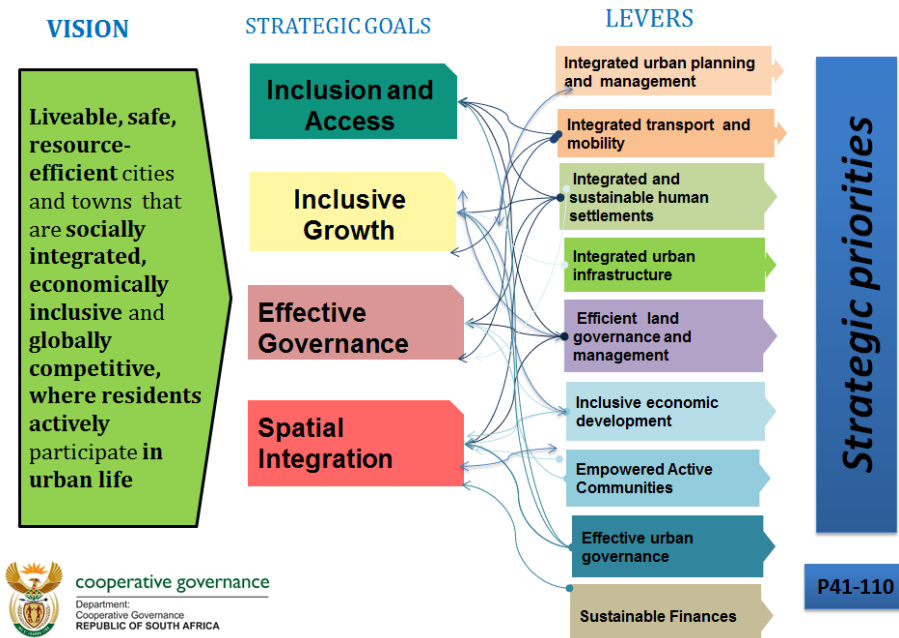 VISION
Liveable, safe,
resource-
efficient cities
and towns that
are socially
integrated,
economically
inclusive and
globally
competitive,
where residents
actively
participate in
urban life
STRATEGIC GOALS
Inclusion and
Access
Inclusive
Growth
Effective
Governance
Spatial
Integration
LEVERS
Integrated urban planning
and management
Integrated transport and
mobility
Integrated and
sustainable human
settlements
Integrated urban
infrastructure
Efficient land
governance and
management
Inclusive economic
development
Empowered Active
Communities
Effective urban
governance
Sustainable Finances
Strategic priorities
P41-110
cooperative governance
Department:
Cooperative Governance
REPUBLIC OF SOUTH AFRICA